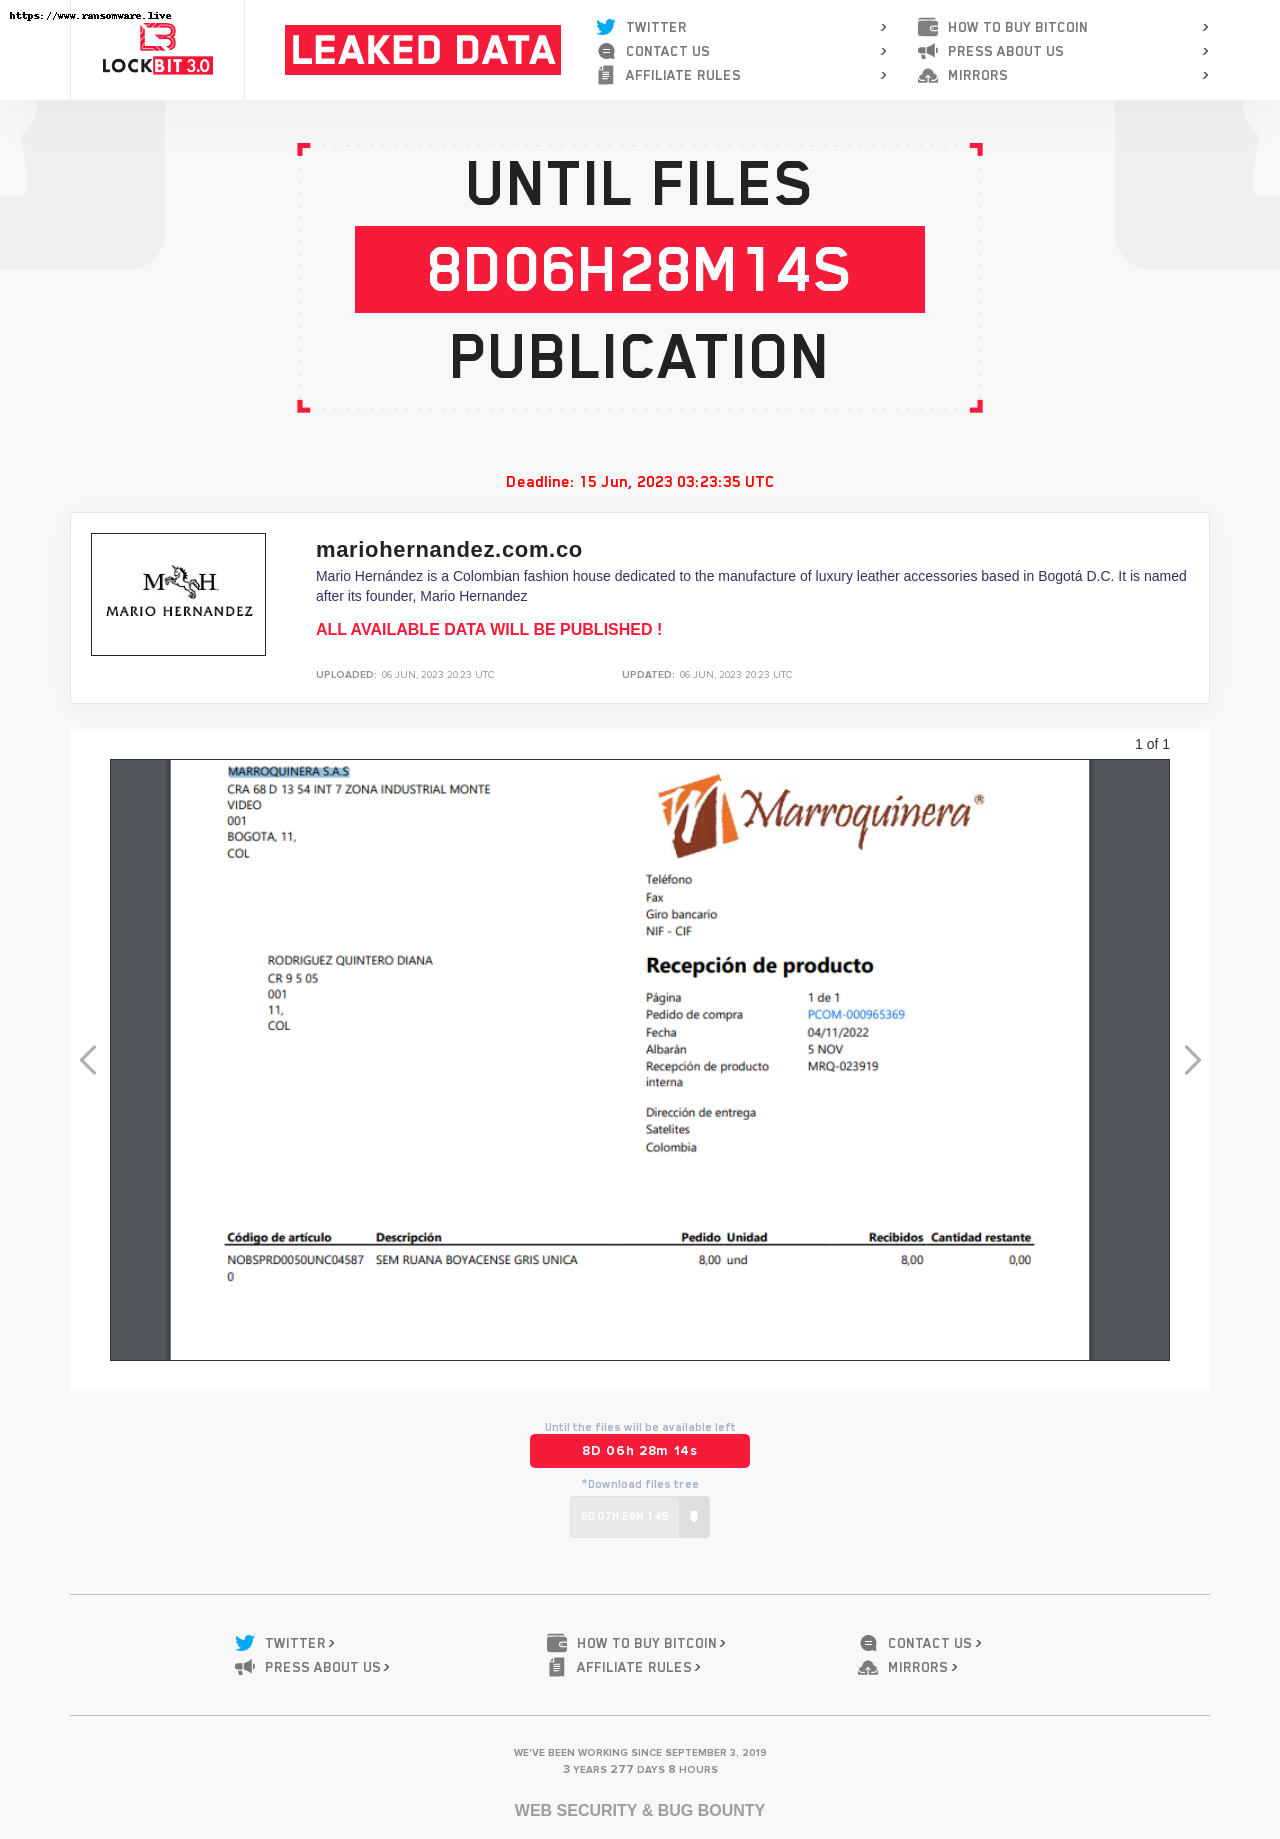 https://www.ransomware.live
LOCKBIT 3.0
LEAKED DATA
TWITTER >
CONTACT US >
AFFILIATE RULES >
HOW TO BUY BITCOIN >
PRESS ABOUT US >
MIRRORS >
UNTIL FILES
8D06H28M14S
PUBLICATION
Deadline: 15 Jun, 2023 03:23:35 UTC
M H
MARIO HERNANDEZ
mariohernandez.com.co
Mario Hernández is a Colombian fashion house dedicated to the manufacture of luxury leather accessories based in Bogotá D.C. It is named
after its founder, Mario Hernandez
ALL AVAILABLE DATA WILL BE PUBLISHED !
UPLOADED: 06 JUN, 2023 20:23 UTC
UPDATED: 06 JUN, 2023 20:23 UTC
1 of 1
MARROQUINERA S.A.S
CRA 68 D 13 54 INT 7 ZONA INDUSTRIAL MONTE
VIDEO
001
BOGOTA, 11,
COL
Marroquinera®
Teléfono
Fax
Giro bancario
NIF - CIF
RODRIGUEZ QUINTERO DIANA
CR 9 5 05
001
11,
COL
Recepción de producto
Página 1 de 1
Pedido de compra PCOM-000965369
Fecha 04/11/2022
Albarán 5 NOV
Recepción de producto MRQ-023919
interna
Dirección de entrega
Satelites
Colombia
Código de artículo Descripción Pedido Unidad Recibidos Cantidad restante
NOBSPRD0050UNC04587 SEM RUANA BOYACENSE GRIS UNICA 8,00 und 8,00 0,00
0
Until the files will be available left
8D 06h 28m 14s
*Download files tree
8D 07H 28M 14S
TWITTER >
PRESS ABOUT US >
HOW TO BUY BITCOIN >
AFFILIATE RULES >
CONTACT US >
MIRRORS >
WE'VE BEEN WORKING SINCE SEPTEMBER 3, 2019
3 YEARS 277 DAYS 8 HOURS
WEB SECURITY & BUG BOUNTY